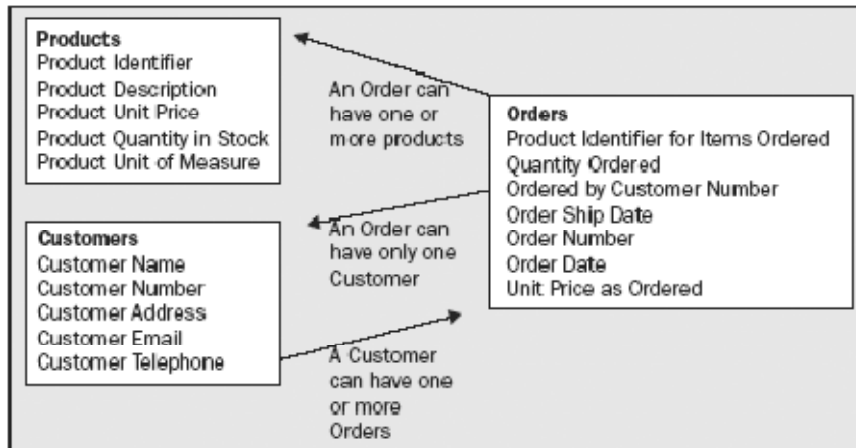 Products
Product Identifier
Product Description
Product Unit Price
Product Quantity in Stock
Product Unit of Measure
An Order can
have one or
more products
Orders
Product Identifier for Items Ordered
Quantity Ordered
Ordered by Customer Number
Order Ship Date
Order Number
Order Date
Unit Price as Ordered
An Order can
have only one
Customer
Customers
Customer Name
Customer Number
Customer Address
Customer Email
Customer Telephone
A Customer
can have one
or more
Orders